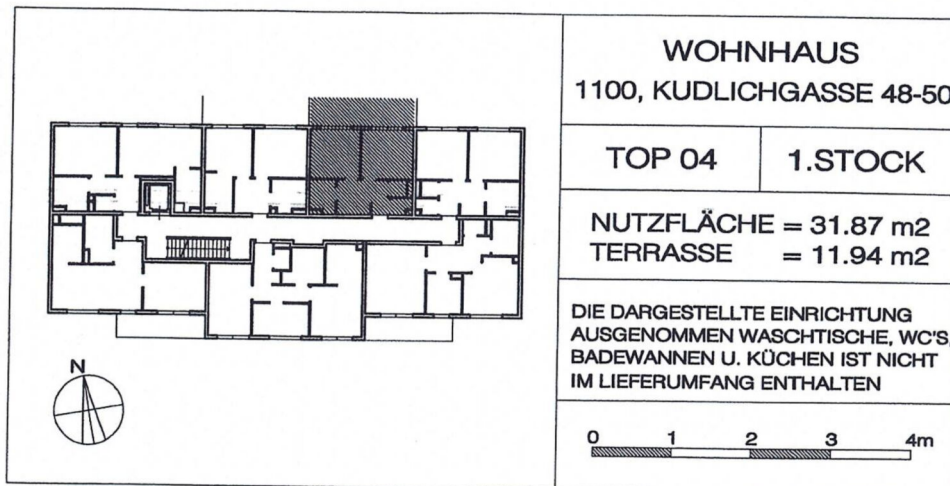 WOHNHAUS
1100, KUDLICHGASSE 48-50
TOP 04
1.STOCK
NUTZFLÄCHE = 31.87 m2
TERRASSE = 11.94 m2
DIE DARGESTELLTE EINRICHTUNG
AUSGENOMMEN WASCHTISCHE, WC'S,
BADEWANNEN U. KÜCHEN IST NICHT
IM LIEFERUMFANG ENTHALTEN
N
0 1 2 3 4m